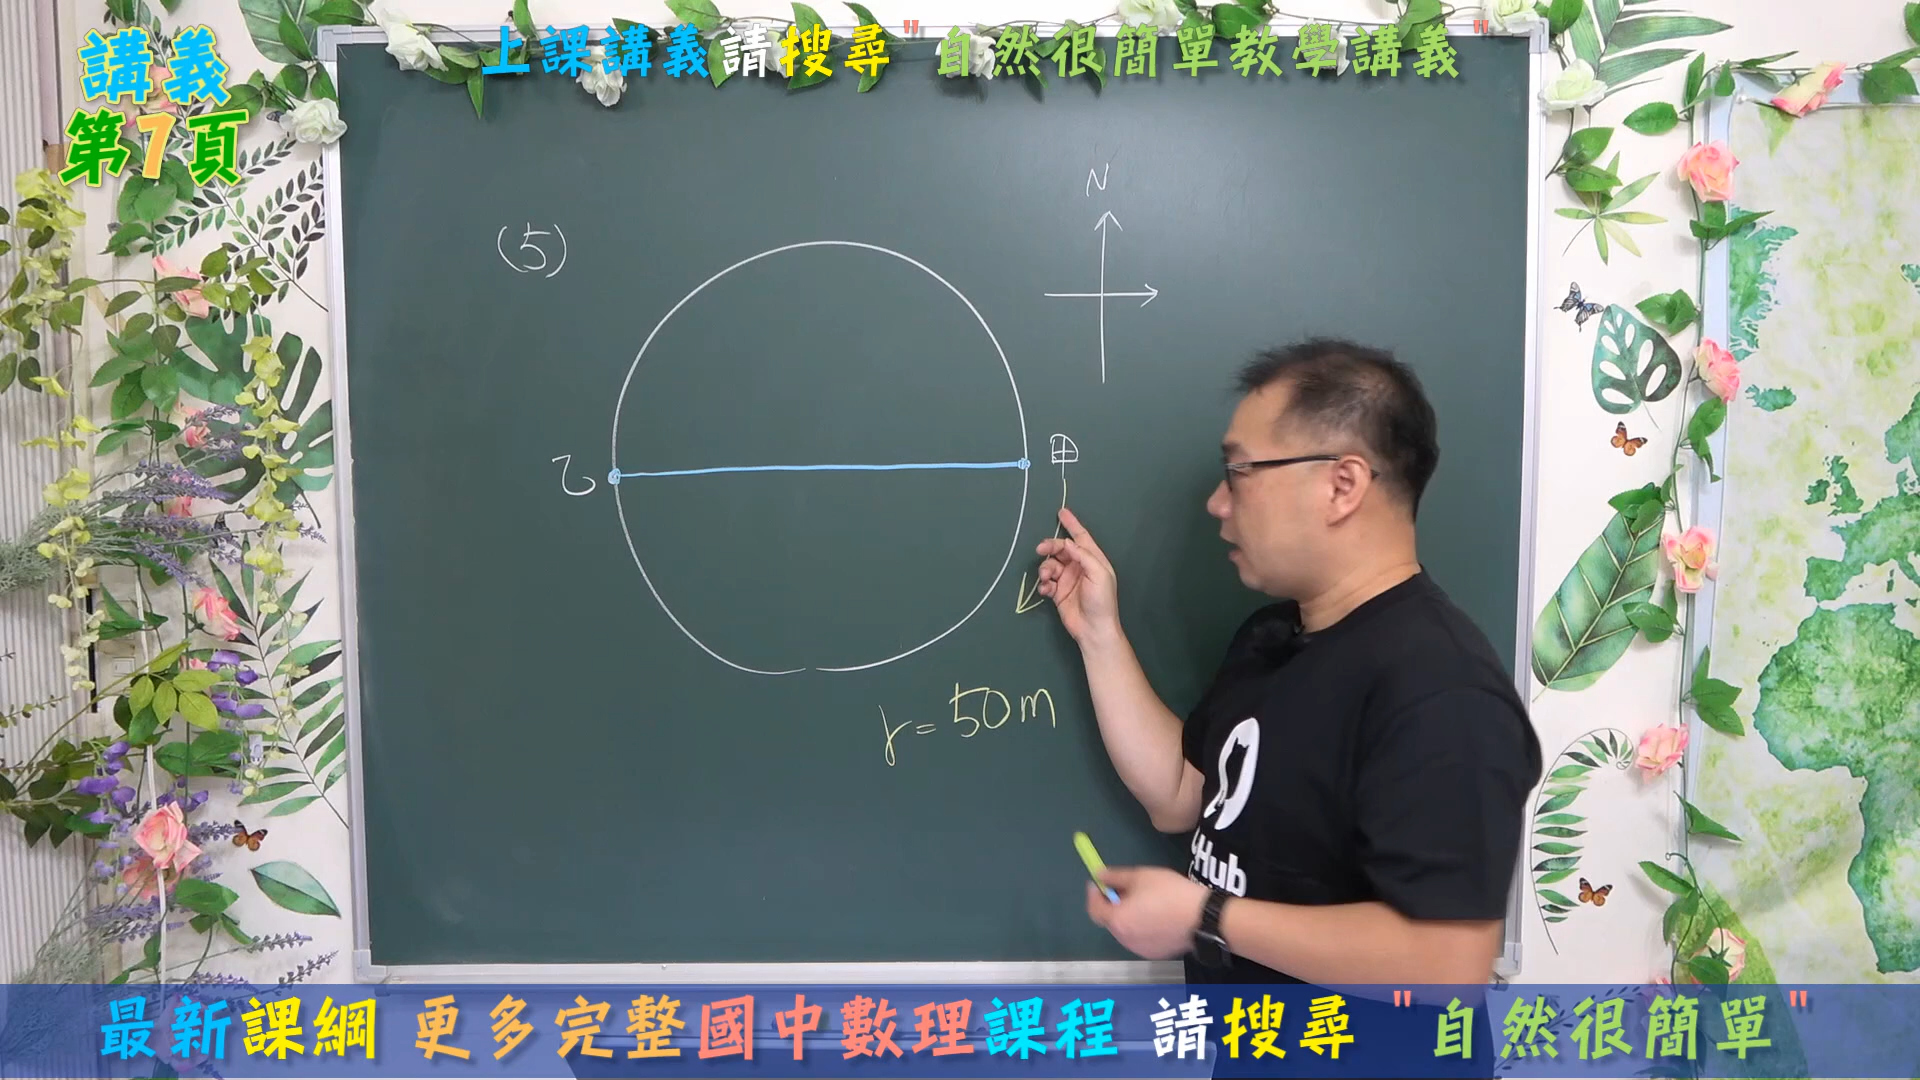 上課講義請搜尋"自然很簡單教學講義"
講義
第7頁
N
(5)
甲
乙
r=50m
Hub
最新課綱 更多完整國中數理課程 請搜尋"自然很簡單"